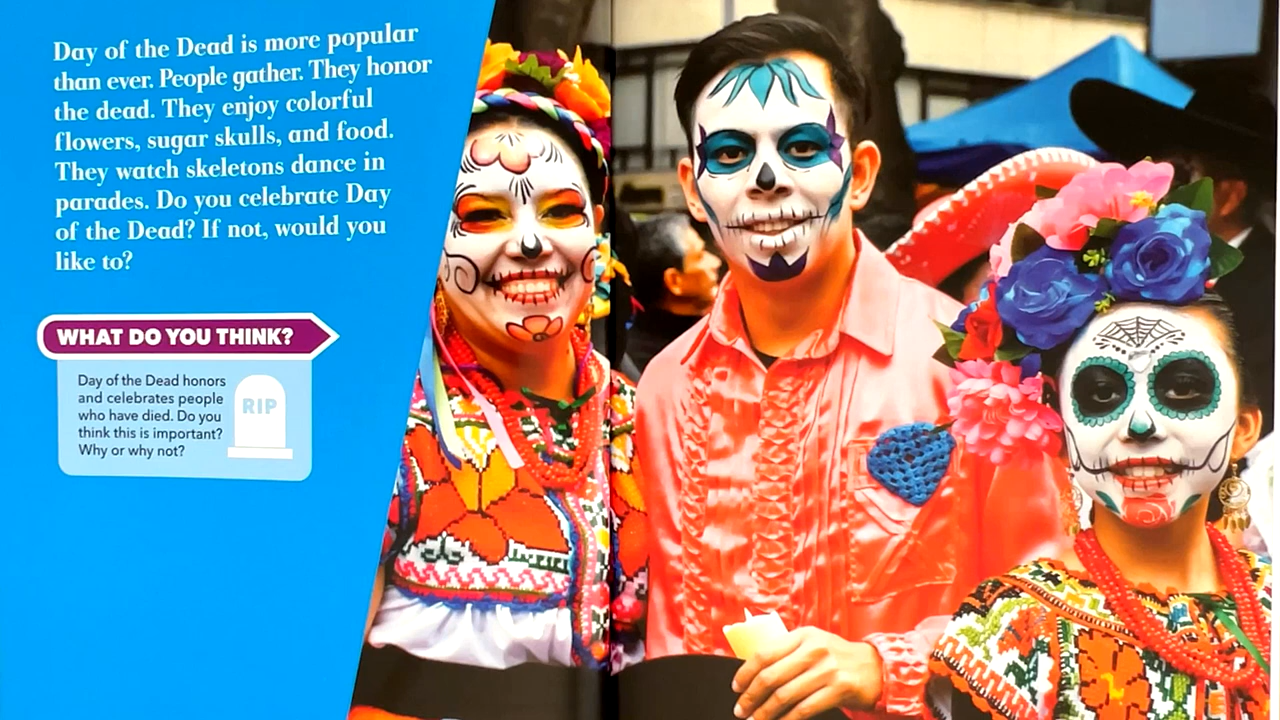 Day of the Dead is more popular
than ever. People gather. They honor
the dead. They enjoy colorful
flowers, sugar skulls, and food.
They watch skeletons dance in
parades. Do you celebrate Day
of the Dead? If not, would you
like to?
WHAT DO YOU THINK?
Day of the Dead honors
and celebrates people
who have died. Do you
think this is important?
Why or why not?
RIP